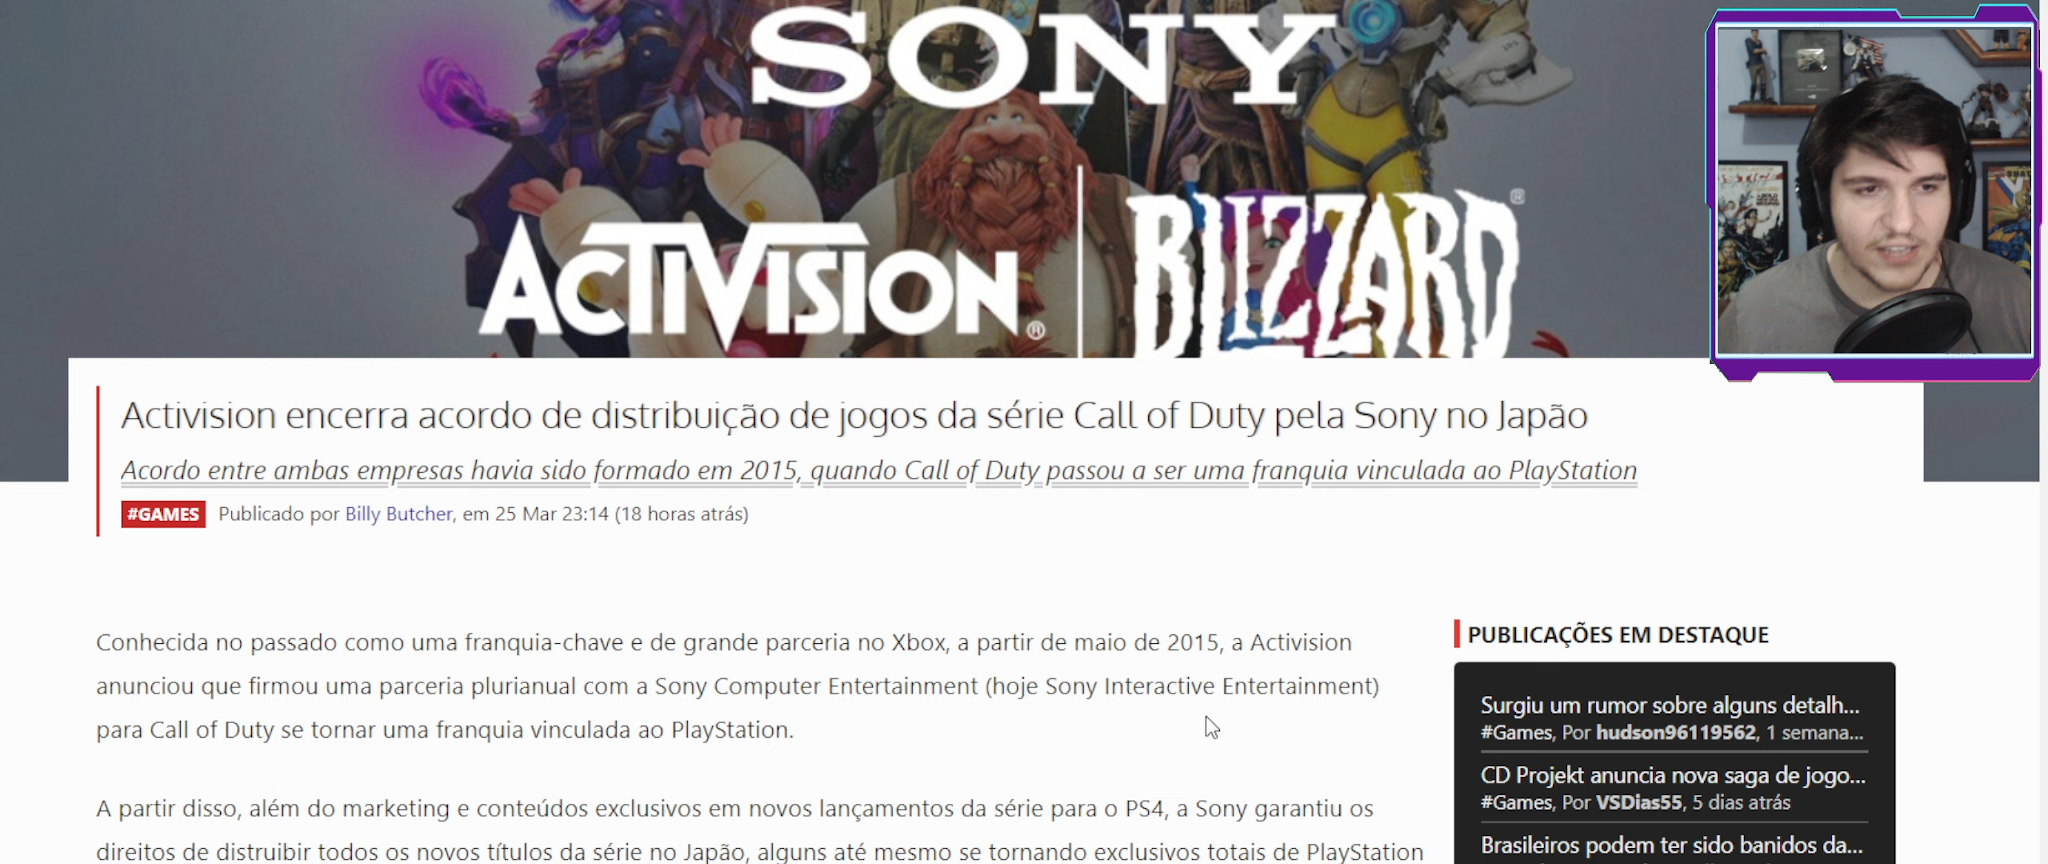 SONY
ACTIVISION®
BLIZZARD®
Activision encerra acordo de distribuição de jogos da série Call of Duty pela Sony no Japão
Acordo entre ambas empresas havia sido formado em 2015, quando Call of Duty passou a ser uma franquia vinculada ao PlayStation
#GAMES Publicado por Billy Butcher, em 25 Mar 23:14 (18 horas atrás)
Conhecida no passado como uma franquia-chave e de grande parceria no Xbox, a partir de maio de 2015, a Activision
anunciou que firmou uma parceria plurianual com a Sony Computer Entertainment (hoje Sony Interactive Entertainment)
para Call of Duty se tornar uma franquia vinculada ao PlayStation.
A partir disso, além do marketing e conteúdos exclusivos em novos lançamentos da série para o PS4, a Sony garantiu os
direitos de distruibir todos os novos títulos da série no Japão, alguns até mesmo se tornando exclusivos totais de PlayStation
PUBLICAÇÕES EM DESTAQUE
Surgiu um rumor sobre alguns detalh...
#Games, Por hudson96119562, 1 semana...
CD Projekt anuncia nova saga de jogo...
#Games, Por VSDias55, 5 dias atrás
Brasileiros podem ter sido banidos da...